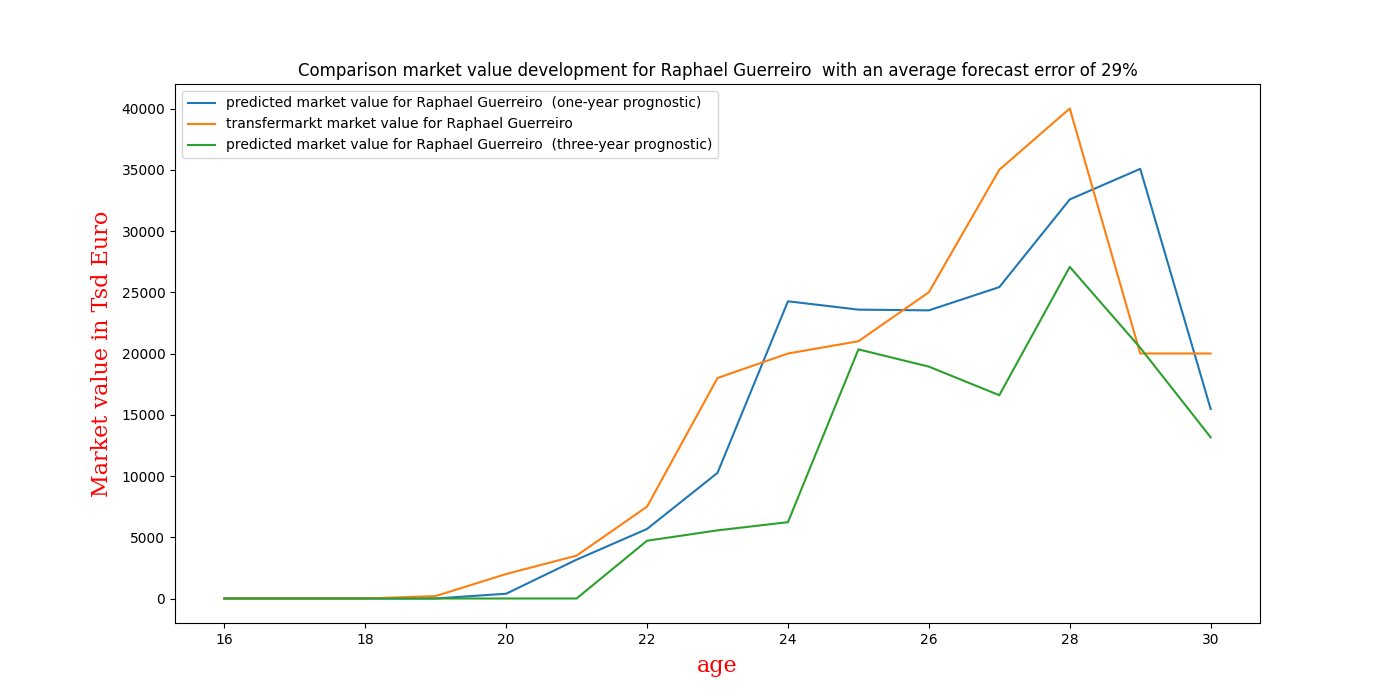 Comparison market value development for Raphael Guerreiro  with an average forecast error of 29%
predicted market value for Raphael Guerreiro  (one-year prognostic)
transfermarkt market value for Raphael Guerreiro
predicted market value for Raphael Guerreiro  (three-year prognostic)
Market value in Tsd Euro
40000
35000
30000
25000
20000
15000
10000
5000
0
16 18 20 22 24 26 28 30
age